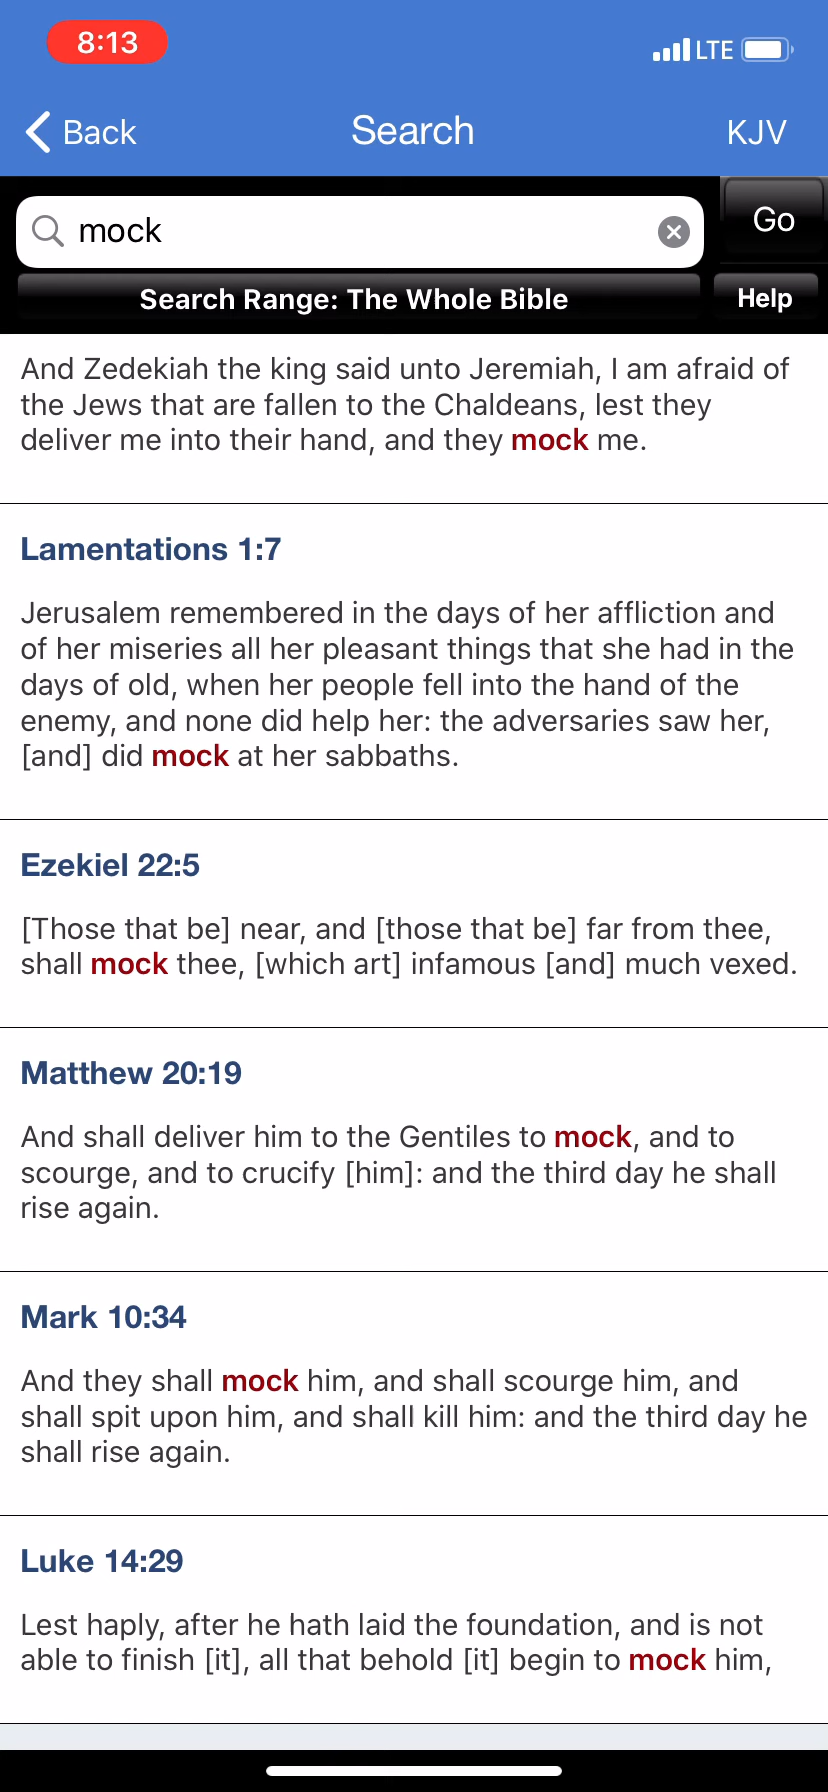 8:13
LTE
Back
Search
KJV
mock
Go
Search Range: The Whole Bible
Help
And Zedekiah the king said unto Jeremiah, I am afraid of
the Jews that are fallen to the Chaldeans, lest they
deliver me into their hand, and they mock me.
Lamentations 1:7
Jerusalem remembered in the days of her affliction and
of her miseries all her pleasant things that she had in the
days of old, when her people fell into the hand of the
enemy, and none did help her: the adversaries saw her,
[and] did mock at her sabbaths.
Ezekiel 22:5
[Those that be] near, and [those that be] far from thee,
shall mock thee, [which art] infamous [and] much vexed.
Matthew 20:19
And shall deliver him to the Gentiles to mock, and to
scourge, and to crucify [him]: and the third day he shall
rise again.
Mark 10:34
And they shall mock him, and shall scourge him, and
shall spit upon him, and shall kill him: and the third day he
shall rise again.
Luke 14:29
Lest haply, after he hath laid the foundation, and is not
able to finish [it], all that behold [it] begin to mock him,